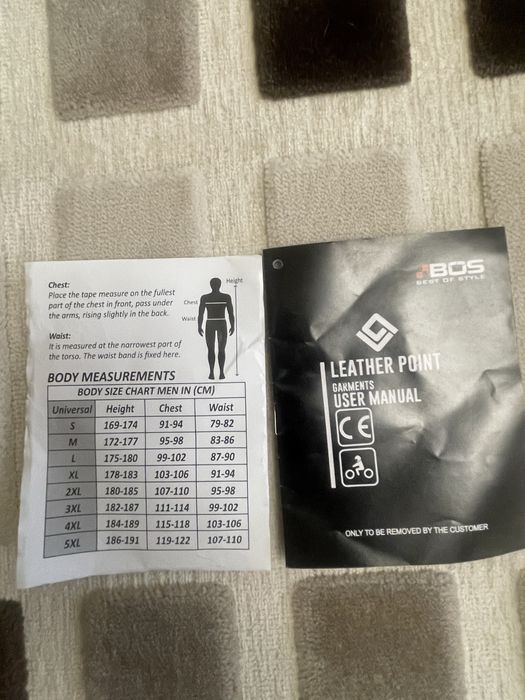 Chest:
Place the tape measure on the fullest
part of the chest in front, pass under
the arms, rising slightly in the back.
Waist:
It is measured at the narrowest part of
the torso. The waist band is fixed here.
Height
Chest
Waist
BODY MEASUREMENTS
BODY SIZE CHART MEN IN (CM)
Universal Height Chest Waist
S 169-174 91-94 79-82
M 172-177 95-98 83-86
L 175-180 99-102 87-90
XL 178-183 103-106 91-94
2XL 180-185 107-110 95-98
3XL 182-187 111-114 99-102
4XL 184-189 115-118 103-106
5XL 186-191 119-122 107-110
BOS
BEST OF STYLE
LEATHER POINT
GARMENTS
USER MANUAL
CE
ONLY TO BE REMOVED BY THE CUSTOMER